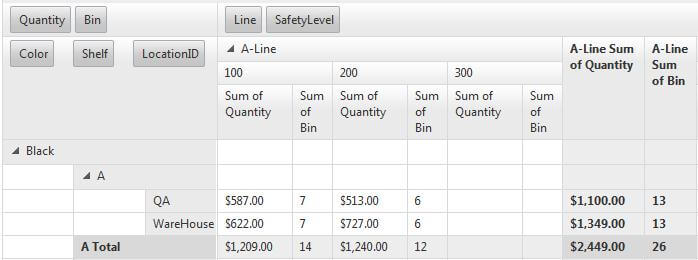 Quantity Bin Line SafetyLevel
Color Shelf LocationID A-Line A-Line Sum of Quantity A-Line Sum of Bin
100 200 300
Sum of Quantity Sum of Bin Sum of Quantity Sum of Bin Sum of Quantity Sum of Bin
Black
A
QA $587.00 7 $513.00 6 $1,100.00 13
WareHouse $622.00 7 $727.00 6 $1,349.00 13
A Total $1,209.00 14 $1,240.00 12 $2,449.00 26